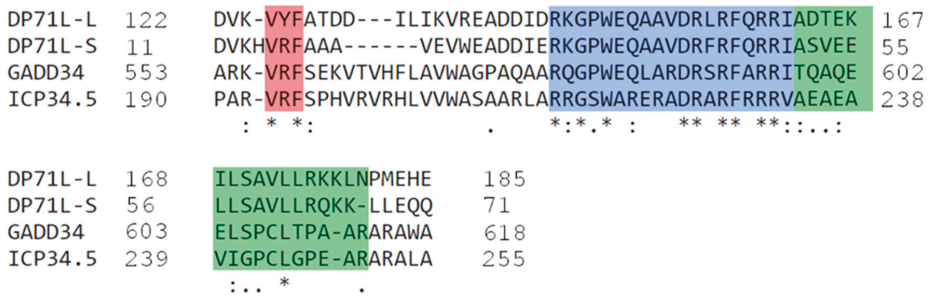 DP71L-L 122 DVK-VYFATDD---ILIKVREADDIDRKGPWEQAAVDRLRFQRRIADTEK 167
DP71L-S 11 DVKHVRFAAA------VEVWEADDIERKGPWEQAAVDRFRFQRRIASVEE 55
GADD34 553 ARK-VRFSEKVTVHFLAVWAGPAQAARQGPWEQLARDRSRFARRITQAQE 602
ICP34.5 190 PAR-VRFSPHVRVRHLVVWASAARLARRGSWARERADRARFRRRVAEAEA 238
: * *: . *:*.* : ** ** **::..:
DP71L-L 168 ILSAVLLRKKLNPMEHE 185
DP71L-S 56 LLSAVLLRQKK-LLEQQ 71
GADD34 603 ELSPCLTPA-ARARAWA 618
ICP34.5 239 VIGPCLGPE-ARARALA 255
:.. * .